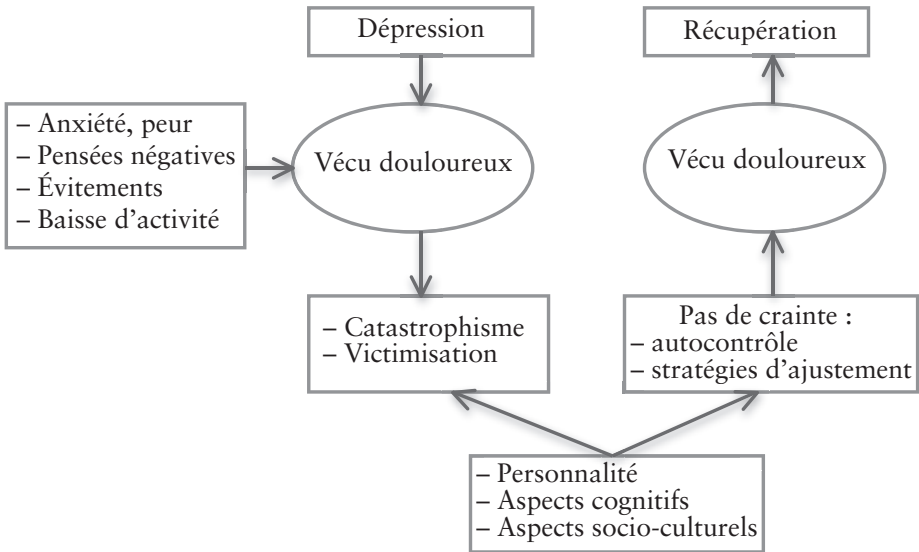 Dépression
Récupération
– Anxiété, peur
– Pensées négatives
– Évitements
– Baisse d’activité
Vécu douloureux
Vécu douloureux
– Catastrophisme
– Victimisation
Pas de crainte :
– autocontrôle
– stratégies d’ajustement
– Personnalité
– Aspects cognitifs
– Aspects socio-culturels